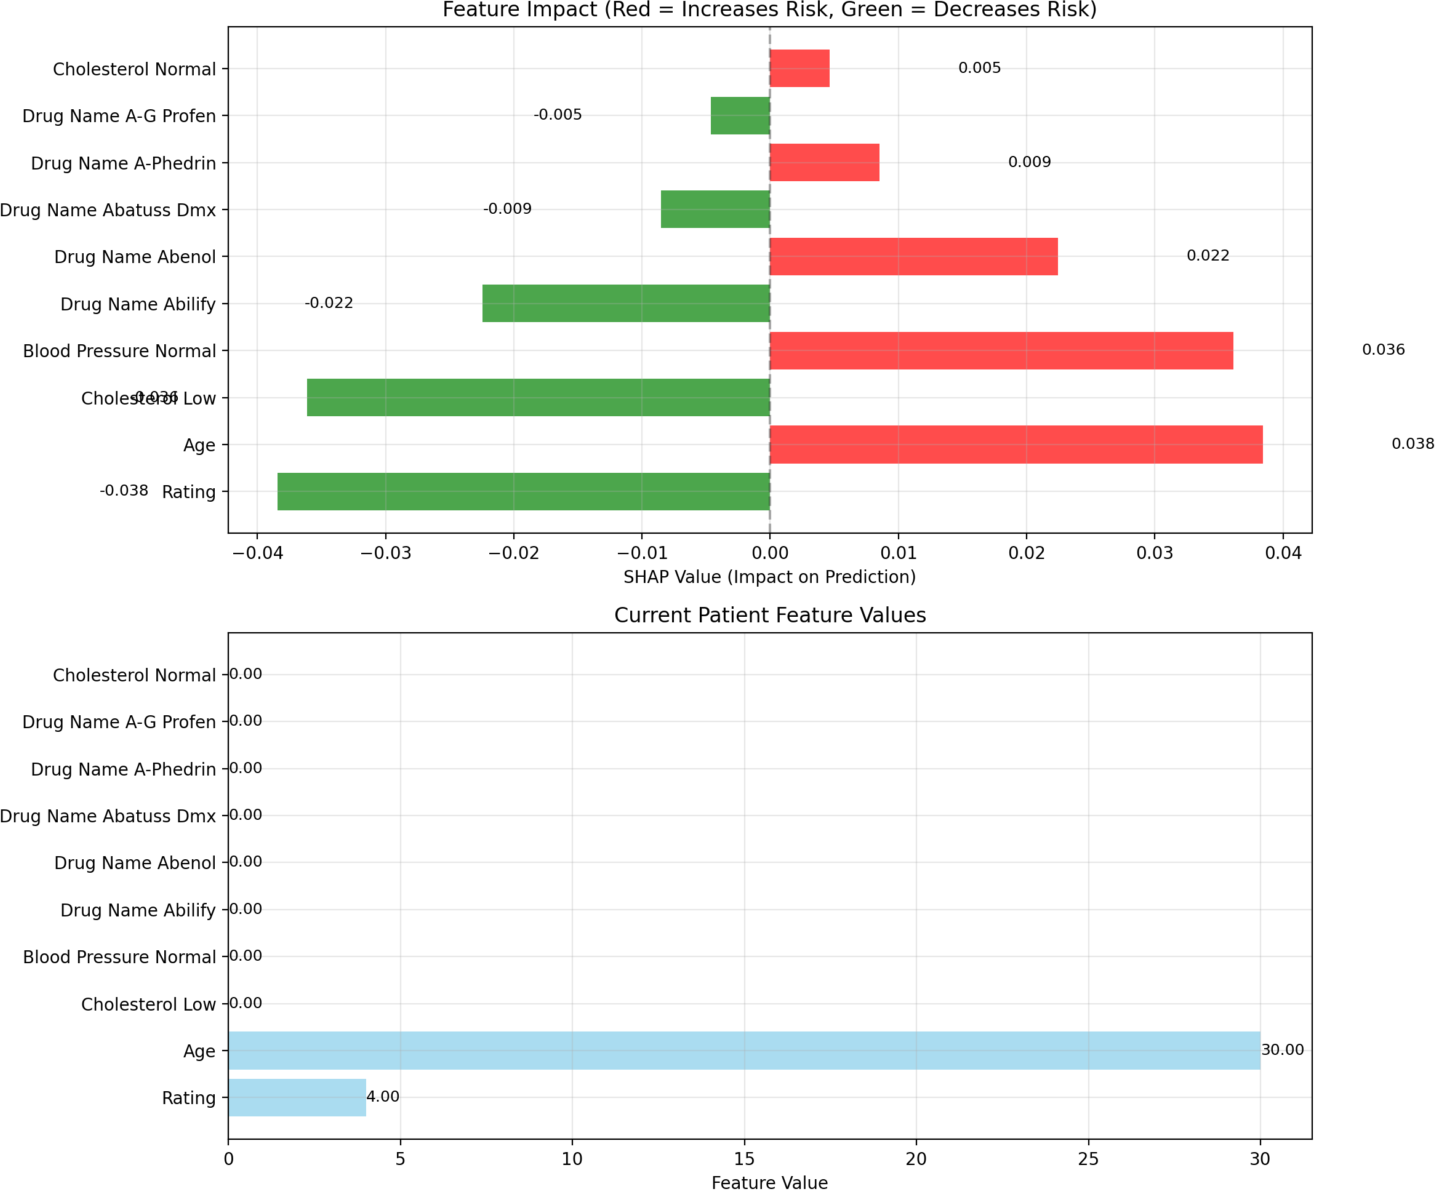 Feature Impact (Red = Increases Risk, Green = Decreases Risk)
Cholesterol Normal 0.005
Drug Name A-G Profen -0.005
Drug Name A-Phedrin 0.009
Drug Name Abatuss Dmx -0.009
Drug Name Abenol 0.022
Drug Name Abilify -0.022
Blood Pressure Normal 0.036
Cholesterol Low -0.036
Age 0.038
-0.038 Rating
−0.04 −0.03 −0.02 −0.01 0.00 0.01 0.02 0.03 0.04
SHAP Value (Impact on Prediction)
Current Patient Feature Values
Cholesterol Normal 0.00
Drug Name A-G Profen 0.00
Drug Name A-Phedrin 0.00
Drug Name Abatuss Dmx 0.00
Drug Name Abenol 0.00
Drug Name Abilify 0.00
Blood Pressure Normal 0.00
Cholesterol Low 0.00
Age 30.00
Rating 4.00
0 5 10 15 20 25 30
Feature Value